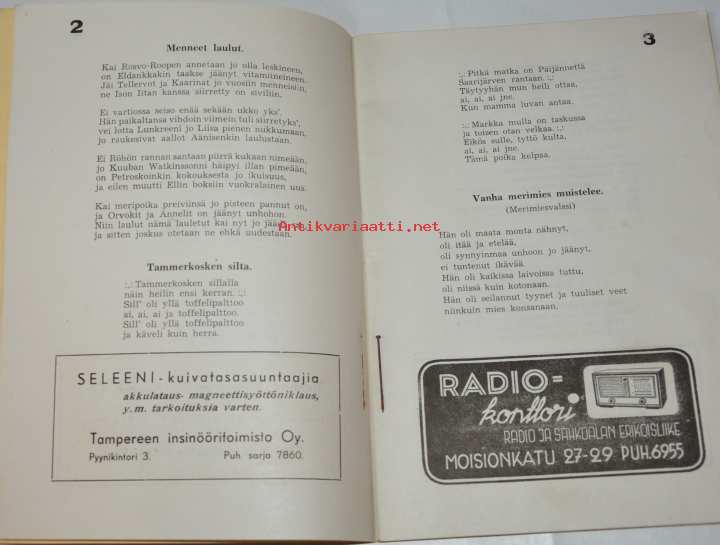 2
Menneet laulut.
Kai Rosvo-Roopen annetaan jo olla leskineen,
on Eldankkakin taakse jäänyt vitamiineineen.
Jäi Tellervot ja Kaarinat jo vuosiin menneisiin,
ne Ison Iitan kanssa siirretty on siviliin.
Ei vartiossa seiso enää sekään ukko yks',
Hän paikaltansa vihdoin viimein tuli siirretyks',
vei lotta Lunkreeni jo Liisa pienen nukkumaan,
jo raukesivat aallot Äänisenkin laulustaan.
Ei Röhön rannan santaan piirrä kukaan nimeään,
jo Kuuban Watkinssonni häipyi illan pimeään,
on Petroskoinkin kokouksesta jo ikuisuus,
ja eilen muutti Ellin boksiin vuokralainen uus.
Kai meripoika preiviinsä jo pisteen pannut on,
ja Orvokit ja Annelit on jäänyt unhohon.
Niin laulut nämä lauletut kai nyt jo jäädä
ja sitten joskus otetaan ne ehkä uudestaan.
Tammerkosken silta.
:,: Tammerkosken sillalla
näin heilin ensi kerran. :,:
Sill' oli yllä toffelipalttoo
ai, ai, ai ja toffelipalttoo.
Sill' oli yllä toffelipalttoo
ja käveli kuin herra.
SELEENI-kuivatasasuuntaajia
akkulataus- magneettisyöttöniklaus,
y.m. tarkoituksia varten.
Tampereen insinööritoimisto Oy.
Pyynikintori 3. Puh. sarja 7860.
3
:,: Pitkä matka on Päijännettä
Saarijärven rantaan. :,:
Täytyyhän mun heili ottaa,
ai, ai, ai jne.
Kun mamma luvan antaa.
:,: Markka mulla on taskussa
ja toisen otan velkaa. :,:
Eikös sulle, tyttö kulta,
ai, ai, ai jne.
Tämä poika kelpaa.
Vanha merimies muistelee.
(Merimiesvalssi)
Hän oli maata monta nähnyt,
oli itää ja etelää,
oli synnyinmaa unhoon jo jäänyt,
ei tuntenut ikävää.
Hän oli kaikissa laivoissa tuttu,
oli niissä kuin kotonaan.
Hän oli seilannut tyynet ja tuuliset veet
niinkuin mies konsanaan.
RADIO=
konttori
RADIO JA SÄHKÖALAN ERIKOISLIIKE
MOISIONKATU 27-29 PUH.6955
Antikvariaatti.net